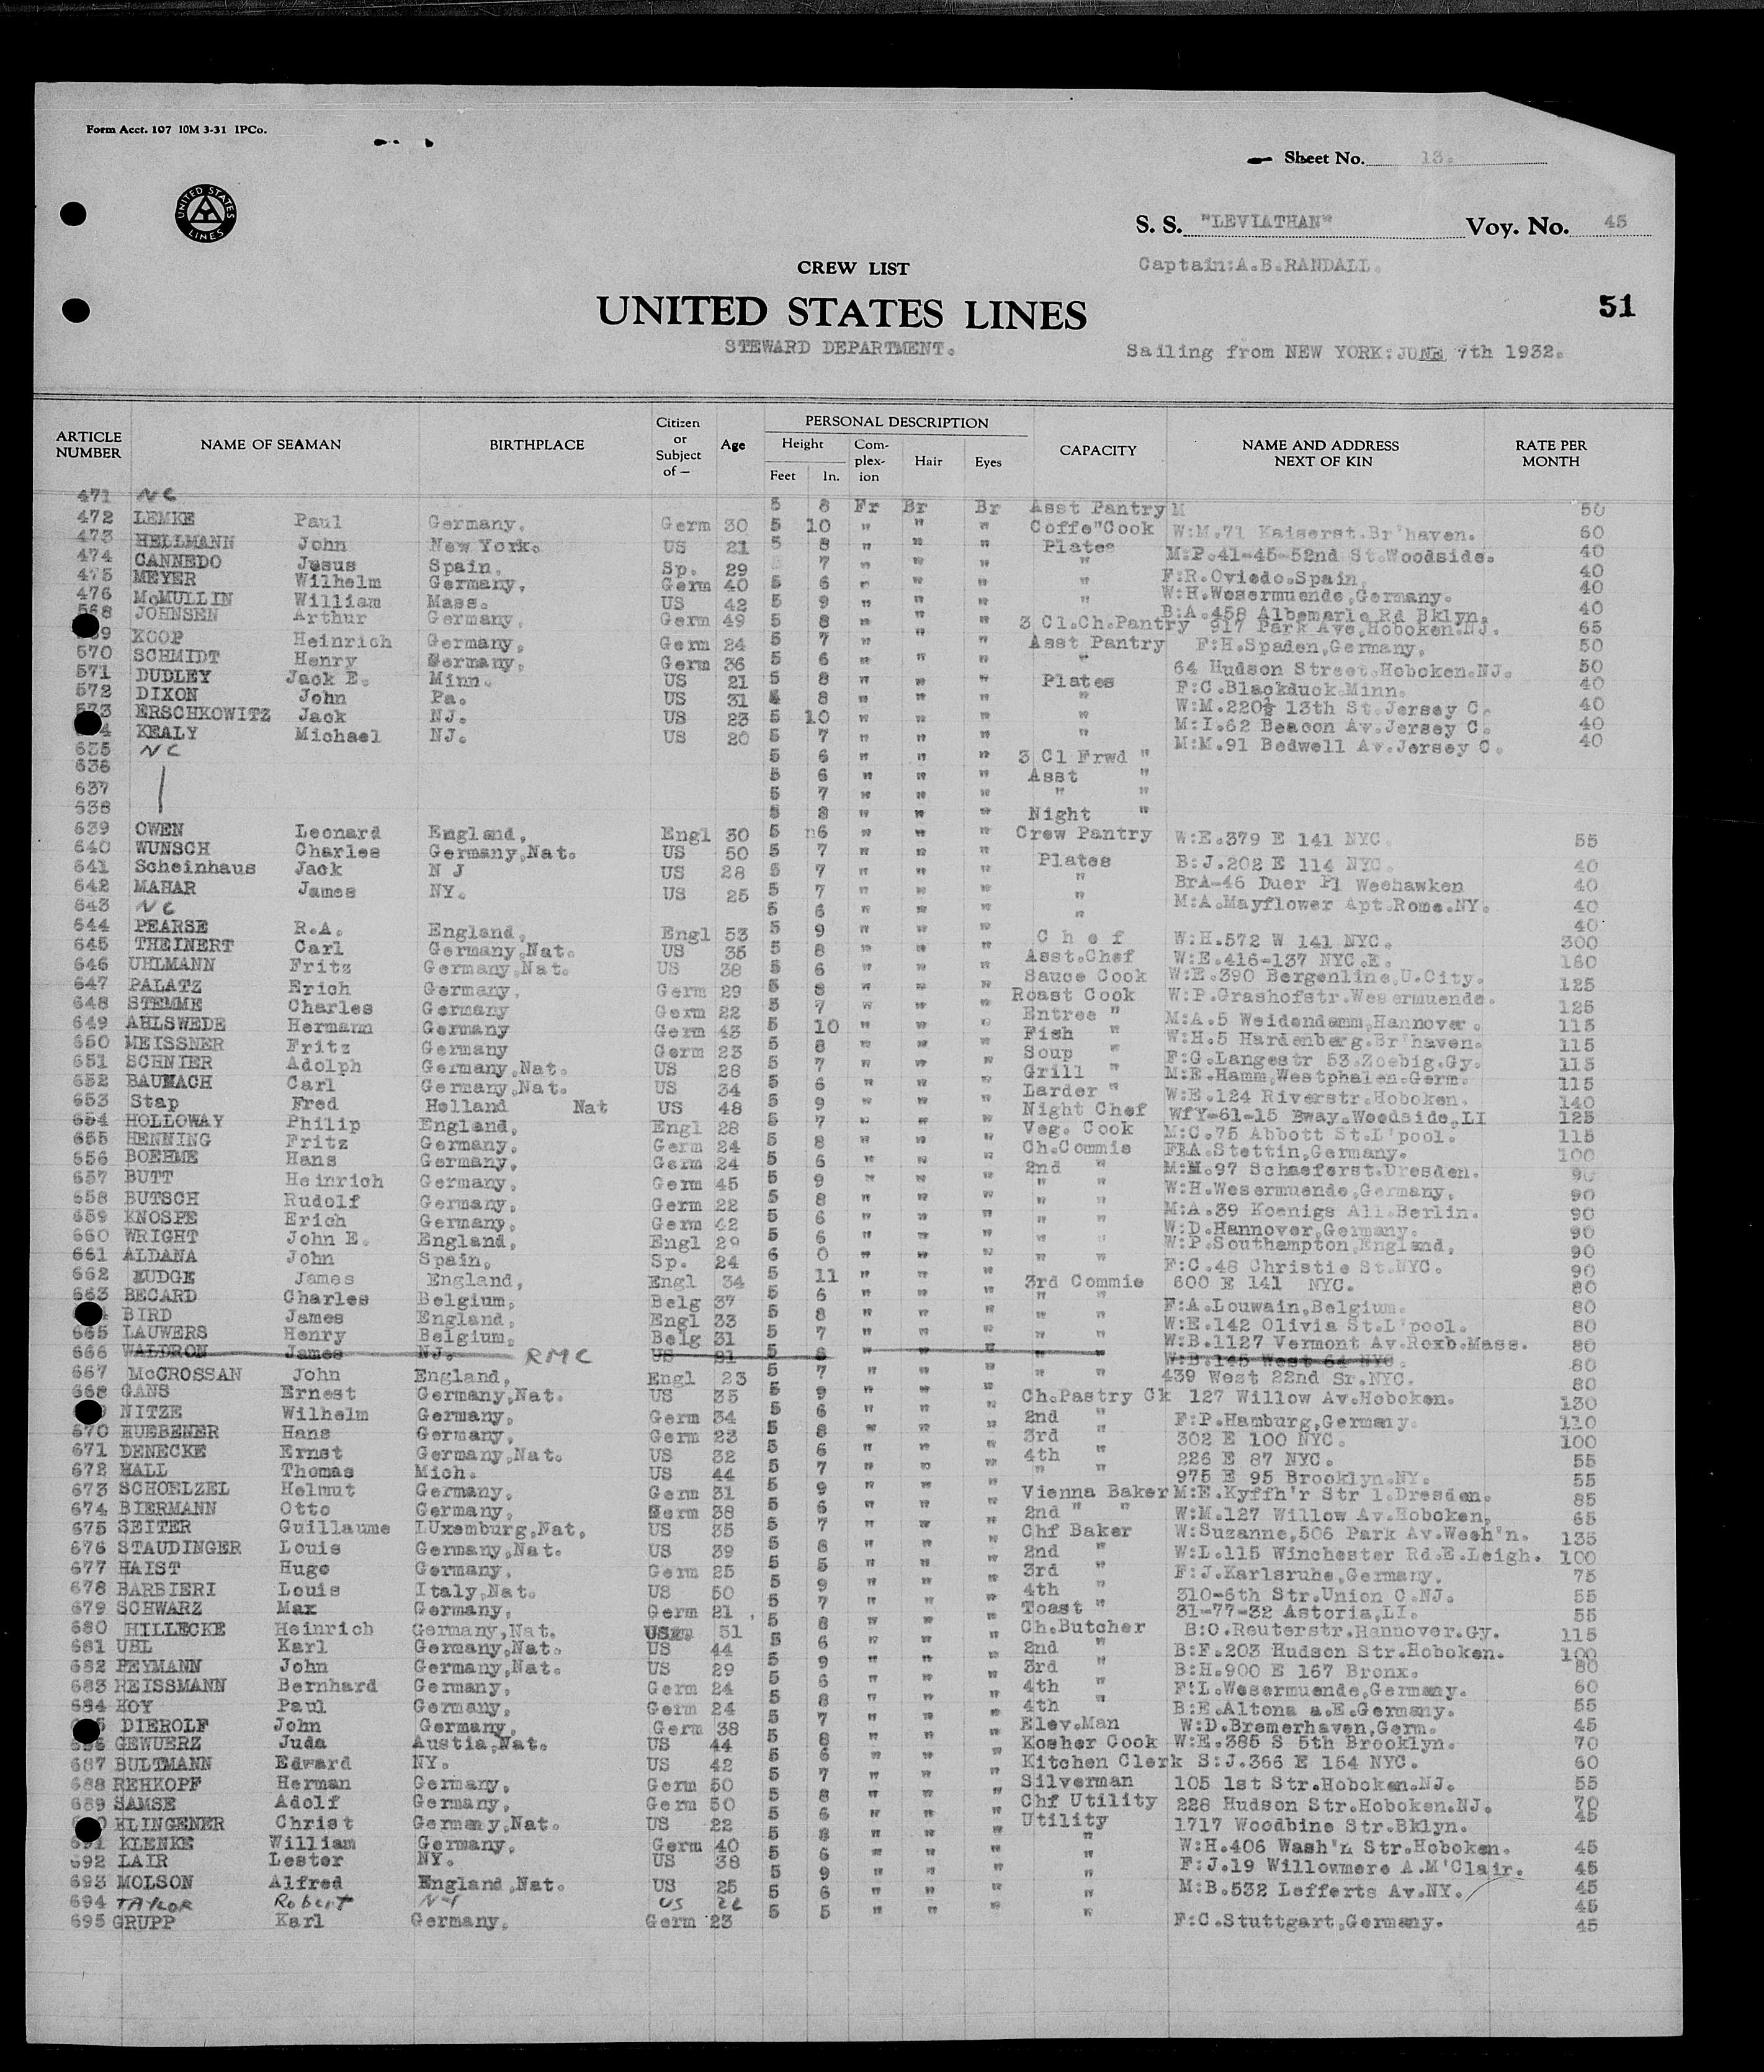 Form Acct. 107 10M 3-31 IPCo.
Sheet No. 13.
UNITED STATES LINES
S. S. "LEVIATHAN" Voy. No. 45
Captain:A.B.RANDALL.
CREW LIST
51
UNITED STATES LINES
STEWARD DEPARTMENT.
Sailing from NEW YORK:JUNE 7th 1932.
ARTICLE NUMBER NAME OF SEAMAN BIRTHPLACE Citizen or Subject of — Age PERSONAL DESCRIPTION Height Feet In. Complexion Hair Eyes CAPACITY NAME AND ADDRESS NEXT OF KIN RATE PER MONTH
471 NC 5 8 Fr Br Br Asst Pantry M 50
472 LEMKE Paul Germany, Germ 30 5 10 " " " Coffe"Cook W:M.71 Kaiserst.Br'haven. 60
473 HELLMANN John New York. US 21 5 8 " " " Plates M:P.41-45-52nd St.Woodside. 40
474 CANNEDO Jesus Spain, Sp. 29 5 7 " " " " F:R.Oviedo.Spain, 40
475 MEYER Wilhelm Germany, Germ 40 5 6 " " " " W:H.Wesermuende,Germany. 40
476 McMULLIN William Mass. US 42 5 9 " " " " B:A.458 Albemarle Rd Bklyn. 40
568 JOHNSEN Arthur Germany, Germ 49 5 8 " " " 3 Cl.Ch.Pantry 917 Park Ave,Hoboken.NJ. 65
69 KOOP Heinrich Germany, Germ 24 5 7 " " " Asst Pantry F:H.Spaden,Germany, 50
570 SCHMIDT Henry Germany, Germ 36 5 6 " " " " 64 Hudson Street.Hoboken.NJ. 50
571 DUDLEY Jack E. Minn. US 21 5 8 " " " Plates F:C.Blackduck.Minn. 40
572 DIXON John Pa. US 31 4 8 " " " " W:M.220½ 13th St.Jersey C. 40
573 ERSCHKOWITZ Jack NJ. US 23 5 10 " " " " M:I.62 Beacon Av.Jersey C. 40
4 KEALY Michael NJ. US 20 5 7 " " " " M:M.91 Bedwell Av.Jersey C. 40
635 NC 5 6 " " " 3 Cl Frwd "
636 5 6 " " " Asst "
637 5 7 " " " " "
638 5 8 " " " Night "
639 OWEN Leonard England, Engl 30 5 6 " " " Crew Pantry W:E.379 E 141 NYC. 55
640 WUNSCH Charles Germany,Nat. US 50 5 7 " " " Plates B:J.202 E 114 NYC. 40
641 Scheinhaus Jack N J US 28 5 7 " " " " BrA-46 Duer Pl Weehawken 40
642 MAHAR James NY. US 25 5 7 " " " " M:A.Mayflower Apt.Rome.NY. 40
643 NC 5 6 " " " " 40
644 PEARSE R.A. England, Engl 53 5 9 " " " C h e f W:H.572 W 141 NYC. 300
645 THEINERT Carl Germany,Nat. US 35 5 8 " " " Asst.Chef W:E.416-137 NYC.E. 160
646 UHLMANN Fritz Germany,Nat. US 38 5 6 " " " Sauce Cook W:E.390 Bergenline,U.City. 125
647 PALATZ Erich Germany, Germ 29 5 8 " " " Roast Cook W:P.Grashofstr.Wesermuende. 125
648 STEMME Charles Germany Germ 22 5 7 " " " Entree " M:A.5 Weidendamm,Hannover. 115
649 AHLSWEDE Hermann Germany Germ 43 5 10 " " " Fish " W:H.5 Hardenberg.Br'haven. 115
650 MEISSNER Fritz Germany Germ 23 5 8 " " " Soup " F:G.Langestr 53.Zoebig.Gy. 115
651 SCHNIER Adolph Germany,Nat. US 28 5 7 " " " Grill " M:E.Hamm,Westphalen.Germ. 115
652 BAUMACH Carl Germany,Nat. US 34 5 6 " " " Larder " W:E.124 Riverstr.Hoboken. 140
653 Stap Fred Holland Nat US 48 5 9 " " " Night Chef WfY-61-15 Bway.Woodside,LI 125
654 HOLLOWAY Philip England, Engl 28 5 7 " " " Veg. Cook M:C.75 Abbott St.L'pool. 115
655 HENNING Fritz Germany, Germ 24 5 8 " " " Ch.Commie F:A.Stettin,Germany. 100
656 BOEHME Hans Germany, Germ 24 5 6 " " " 2nd " M:M.97 Schaeferst.Dresden. 90
657 BUTT Heinrich Germany, Germ 45 5 9 " " " " " W:H.Wesermuende,Germany. 90
658 BUTSCH Rudolf Germany, Germ 22 5 8 " " " " " M:A.39 Koenigs All.Berlin. 90
659 KNOSPE Erich Germany, Germ 42 5 6 " " " " " W:D.Hannover,Germany. 90
660 WRIGHT John E. England, Engl 29 5 6 " " " " " W:P.Southampton,England, 90
661 ALDANA John Spain, Sp. 24 6 0 " " " " " F:C.48 Christie St.NYC. 90
662 RUDGE James England, Engl 34 5 11 " " " 3rd Commie 600 E 141 NYC. 80
663 BECARD Charles Belgium, Belg 37 5 6 " " " " " F:A.Louwain,Belgium. 80
BIRD James England, Engl 33 5 8 " " " " " W:E.142 Olivia St.L'pool. 80
665 LAUWERS Henry Belgium, Belg 31 5 7 " " " " " W:B.1127 Vermont Av.Roxb.Mass. 80
666 WALDRON James NJ. RMC US 21 5 8 " " " " " W:B.145 West 64 NYC. 80
667 McCROSSAN John England, Engl 23 5 7 " " " " " 439 West 22nd Sr.NYC. 80
668 GANS Ernest Germany,Nat. US 35 5 9 " " " Ch.Pastry Ck 127 Willow Av.Hoboken. 130
NITZE Wilhelm Germany, Germ 34 5 6 " " " 2nd " F:P.Hamburg,Germany. 110
670 HUEBENER Hans Germany, Germ 23 5 8 " " " 3rd " 302 E 100 NYC. 100
671 DENECKE Ernst Germany,Nat. US 32 5 6 " " " 4th " 226 E 87 NYC. 55
672 HALL Thomas Mich. US 44 5 7 " " " " " 975 E 95 Brooklyn.NY. 55
673 SCHOELZEL Helmut Germany, Germ 31 5 9 " " " Vienna Baker M:E.Kyffh'r Str 1.Dresden. 85
674 BIERMANN Otto Germany, Germ 38 5 6 " " " 2nd " " W:M.127 Willow Av.Hoboken, 65
675 SEITER Guillaume LUxemburg,Nat, US 35 5 7 " " " Chf Baker W:Suzanne,506 Park Av.Weeh'n. 135
676 STAUDINGER Louis Germany,Nat. US 39 5 8 " " " 2nd " W:L.115 Winchester Rd.E.Leigh. 100
677 HAIST Hugo Germany, Germ 25 5 5 " " " 3rd " F:J.Karlsruhe,Germany. 75
678 BARBIERI Louis Italy,Nat. US 50 5 9 " " " 4th " 310-6th Str.Union C.NJ. 55
679 SCHWARZ Max Germany, Germ 21 5 7 " " " Toast " 31-77-32 Astoria,LI. 55
680 HILLECKE Heinrich Germany,Nat. US. 51 5 8 " " " Ch.Butcher B:O.Reuterstr.Hannover.Gy. 115
681 UBL Karl Germany,Nat. US 44 5 6 " " " 2nd " B:F.203 Hudson Str.Hoboken. 100
682 PEYMANN John Germany,Nat. US 29 5 9 " " " 3rd " B:H.900 E 167 Bronx. 80
683 REISSMANN Bernhard Germany, Germ 24 5 6 " " " 4th " F:L.Wesermuende,Germany. 60
684 KOY Paul Germany, Germ 24 5 8 " " " 4th " B:E.Altona a.E.Germany. 55
DIEROLF John Germany, Germ 38 5 7 " " " Elev.Man W:D.Bremerhaven,Germ. 45
686 GEWUERZ Juda Austia,Nat. US 44 5 8 " " " Kosher Cook W:E.385 S 5th Brooklyn. 70
687 BULTMANN Edward NY. US 42 5 6 " " " Kitchen Clerk S:J.366 E 154 NYC. 60
688 REHKOPF Herman Germany, Germ 50 5 7 " " " Silverman 105 1st Str.Hoboken.NJ. 55
689 SAMSE Adolf Germany, Germ 50 5 8 " " " Chf Utility 228 Hudson Str.Hoboken.NJ. 70
KLINGENER Christ Germany,Nat. US 22 5 6 " " " Utility 1717 Woodbine Str.Bklyn. 45
691 KLENKE William Germany, Germ 40 5 8 " " " " W:H.406 Wash'n Str.Hoboken. 45
692 LAIR Lester NY. US 38 5 6 " " " " F:J.19 Willowmere A.M'Clair. 45
693 MOLSON Alfred England,Nat. US 25 5 9 " " " " M:B.532 Lefferts Av.NY. 45
694 TAYLOR Robert NY US 22 5 6 " " " " 45
695 GRUPP Karl Germany, Germ 23 5 5 " " " " F:C.Stuttgart,Germany. 45